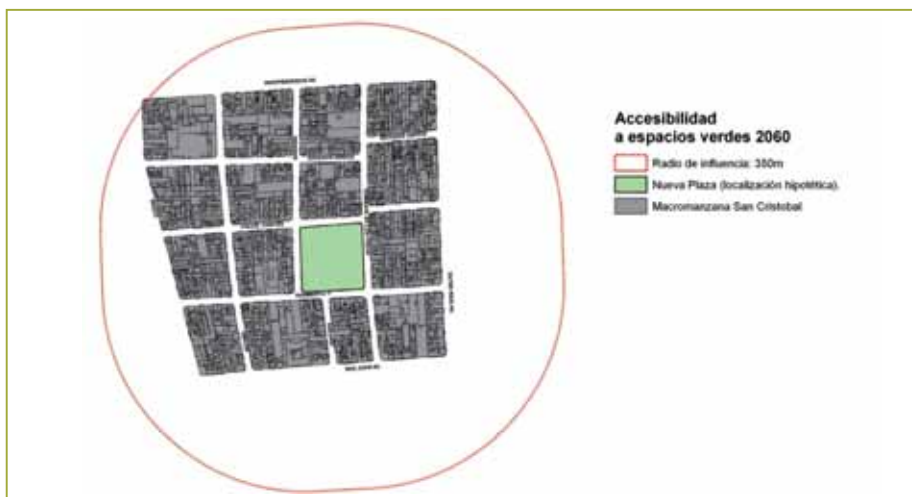 Accesibilidad
a espacios verdes 2060
Radio de influencia: 350m
Nueva Plaza (localización hipotética).
Macromanzana San Cristobal